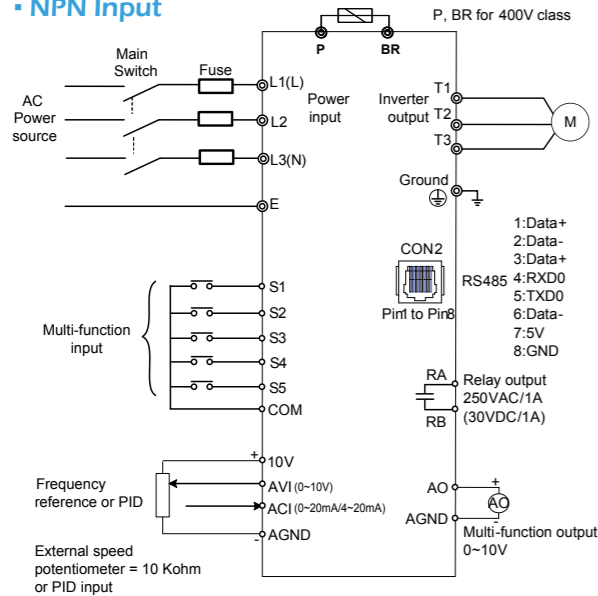 ▪ NPN Input
P, BR for 400V class
P
BR
Main
Switch
Fuse
AC
Power
source
L1(L)
L2
L3(N)
E
Power
input
Inverter
output
T1
T2
T3
M
Ground
CON2
Pin1 to Pin8
RS485
1:Data+
2:Data-
3:Data+
4:RXD0
5:TXD0
6:Data-
7:5V
8:GND
Multi-function
input
S1
S2
S3
S4
S5
COM
RA
RB
Relay output
250VAC/1A
(30VDC/1A)
Frequency
reference or PID
+
10V
AVI (0~10V)
ACI (0~20mA/4~20mA)
-
AGND
External speed
potentiometer = 10 Kohm
or PID input
AO
AGND
+
AO
-
Multi-function output
0~10V